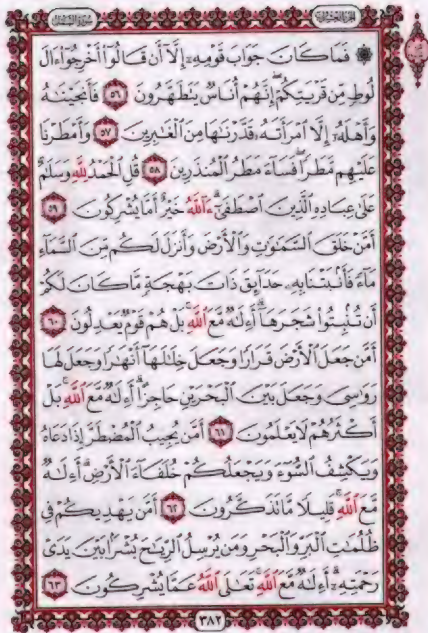 الجزء العشرون
سورة النمل
۞ فَمَا كَانَ جَوَابَ قَوْمِهِۦٓ إِلَّآ أَن قَالُوٓا۟ أَخْرِجُوٓا۟ ءَالَ
لُوطٍ مِّن قَرْيَتِكُمْ إِنَّهُمْ أُنَاسٌ يَتَطَهَّرُونَ ٥٦ فَأَنجَيْنَٰهُ
وَأَهْلَهُۥٓ إِلَّا ٱمْرَأَتَهُۥ قَدَّرْنَٰهَا مِنَ ٱلْغَٰبِرِينَ ٥٧ وَأَمْطَرْنَا
عَلَيْهِم مَّطَرًا فَسَآءَ مَطَرُ ٱلْمُنذَرِينَ ٥٨ قُلِ ٱلْحَمْدُ لِلَّهِ وَسَلَٰمٌ
عَلَىٰ عِبَادِهِ ٱلَّذِينَ ٱصْطَفَىٰٓ ءَآللَّهُ خَيْرٌ أَمَّا يُشْرِكُونَ ٥٩
أَمَّنْ خَلَقَ ٱلسَّمَٰوَٰتِ وَٱلْأَرْضَ وَأَنزَلَ لَكُم مِّنَ ٱلسَّمَآءِ
مَآءً فَأَنۢبَتْنَا بِهِۦ حَدَآئِقَ ذَاتَ بَهْجَةٍ مَّا كَانَ لَكُمْ
أَن تُنۢبِتُوا۟ شَجَرَهَآ أَءِلَٰهٌ مَّعَ ٱللَّهِ بَلْ هُمْ قَوْمٌ يَعْدِلُونَ ٦٠
أَمَّن جَعَلَ ٱلْأَرْضَ قَرَارًا وَجَعَلَ خِلَٰلَهَآ أَنْهَٰرًا وَجَعَلَ لَهَا
رَوَٰسِىَ وَجَعَلَ بَيْنَ ٱلْبَحْرَيْنِ حَاجِزًا أَءِلَٰهٌ مَّعَ ٱللَّهِ بَلْ
أَكْثَرُهُمْ لَا يَعْلَمُونَ ٦١ أَمَّن يُجِيبُ ٱلْمُضْطَرَّ إِذَا دَعَاهُ
وَيَكْشِفُ ٱلسُّوٓءَ وَيَجْعَلُكُمْ خُلَفَآءَ ٱلْأَرْضِ أَءِلَٰهٌ
مَّعَ ٱللَّهِ قَلِيلًا مَّا تَذَكَّرُونَ ٦٢ أَمَّن يَهْدِيكُمْ فِى
ظُلُمَٰتِ ٱلْبَرِّ وَٱلْبَحْرِ وَمَن يُرْسِلُ ٱلرِّيَٰحَ بُشْرًۢا بَيْنَ يَدَىْ
رَحْمَتِهِۦٓ أَءِلَٰهٌ مَّعَ ٱللَّهِ تَعَٰلَى ٱللَّهُ عَمَّا يُشْرِكُونَ ٦٣
٣٨٢